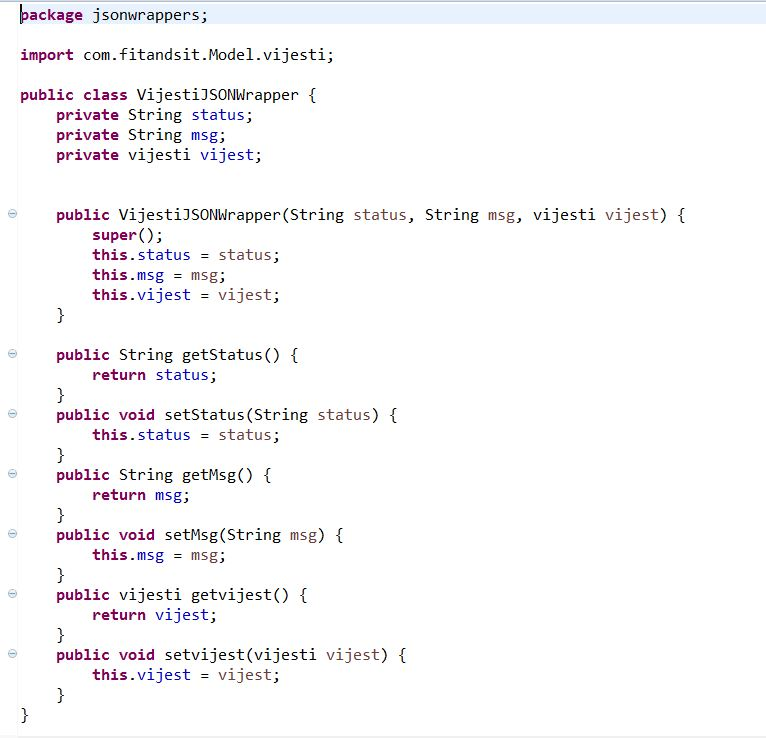 package jsonwrappers;
import com.fitandsit.Model.vijesti;
public class VijestiJSONWrapper {
    private String status;
    private String msg;
    private vijesti vijest;
    public VijestiJSONWrapper(String status, String msg, vijesti vijest) {
        super();
        this.status = status;
        this.msg = msg;
        this.vijest = vijest;
    }
    public String getStatus() {
        return status;
    }
    public void setStatus(String status) {
        this.status = status;
    }
    public String getMsg() {
        return msg;
    }
    public void setMsg(String msg) {
        this.msg = msg;
    }
    public vijesti getvijest() {
        return vijest;
    }
    public void setvijest(vijesti vijest) {
        this.vijest = vijest;
    }
}